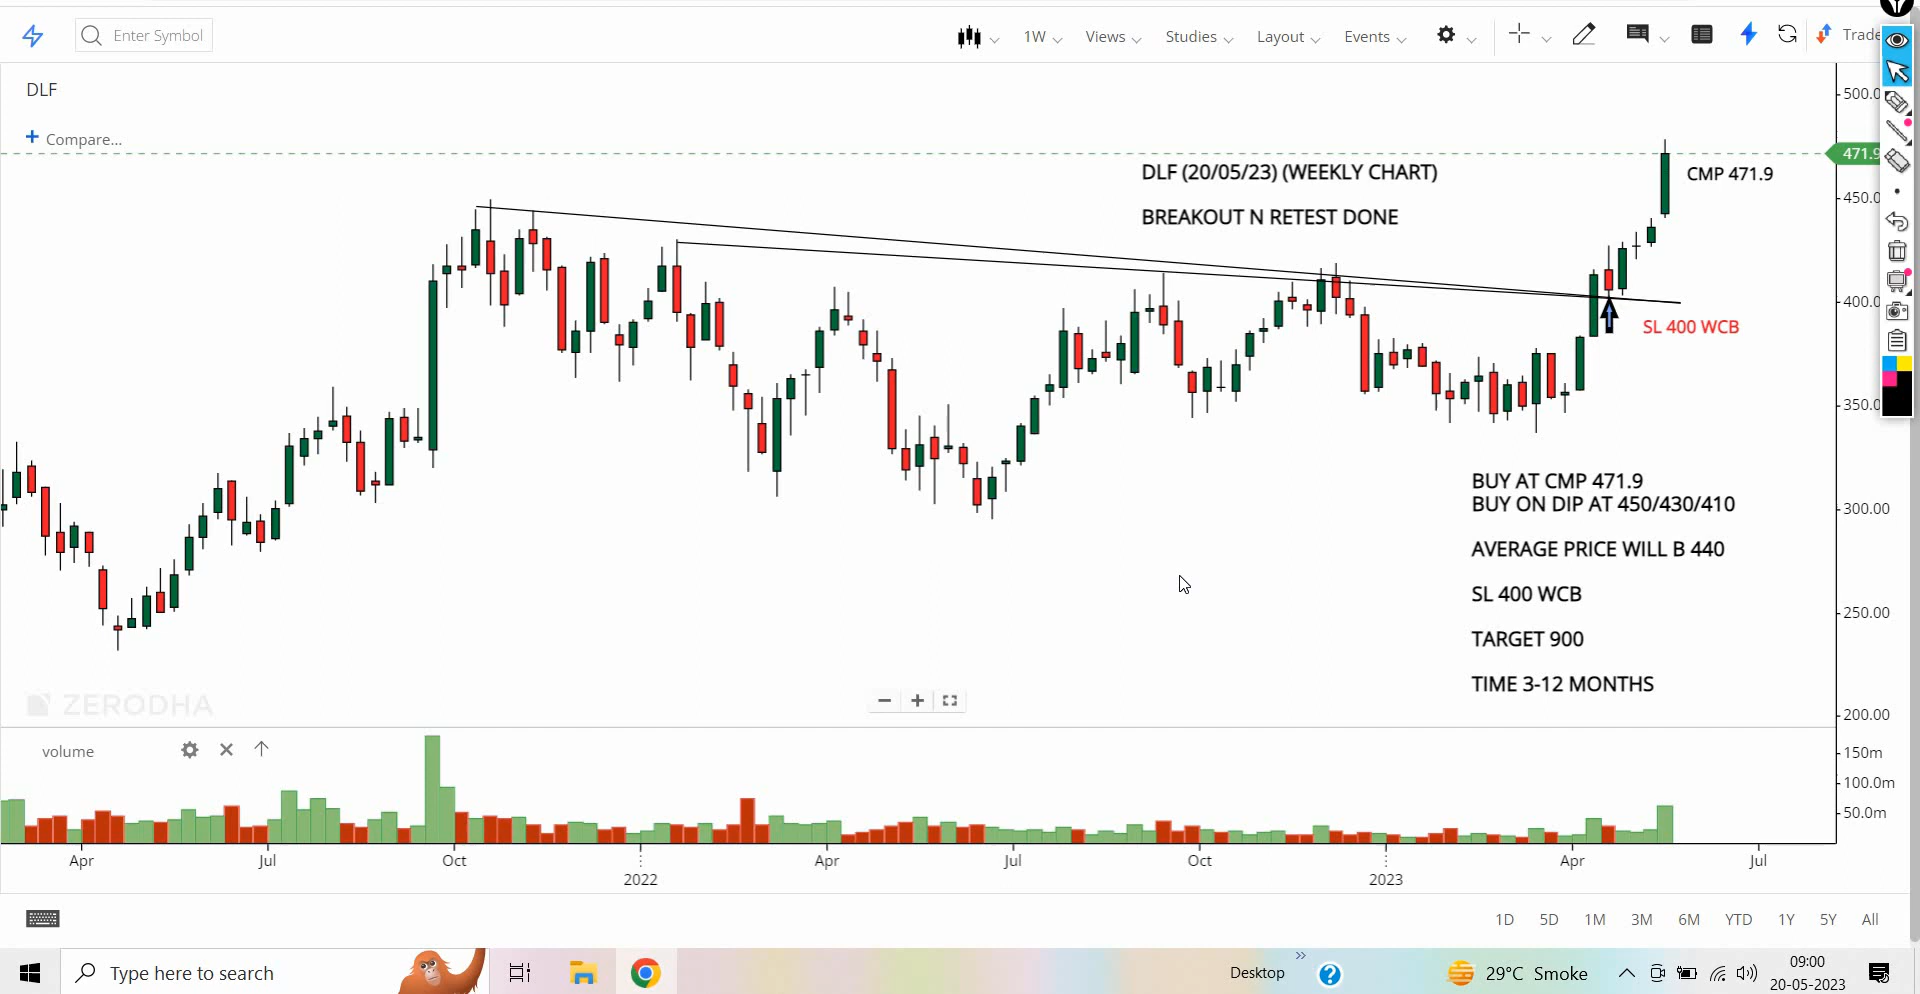 Enter Symbol
1W
Views
Studies
Layout
Events
Trade
DLF
Compare...
500.0
471.9
DLF (20/05/23) (WEEKLY CHART)
CMP 471.9
450.0
BREAKOUT N RETEST DONE
400.0
SL 400 WCB
350.0
BUY AT CMP 471.9
BUY ON DIP AT 450/430/410
300.00
AVERAGE PRICE WILL B 440
SL 400 WCB
250.00
TARGET 900
TIME 3-12 MONTHS
ZERODHA
200.00
volume
150m
100.0m
50.0m
Apr Jul Oct Apr Jul Oct Apr Jul
2022 2023
1D 5D 1M 3M 6M YTD 1Y 5Y All
Type here to search
Desktop
29°C Smoke
09:00
20-05-2023